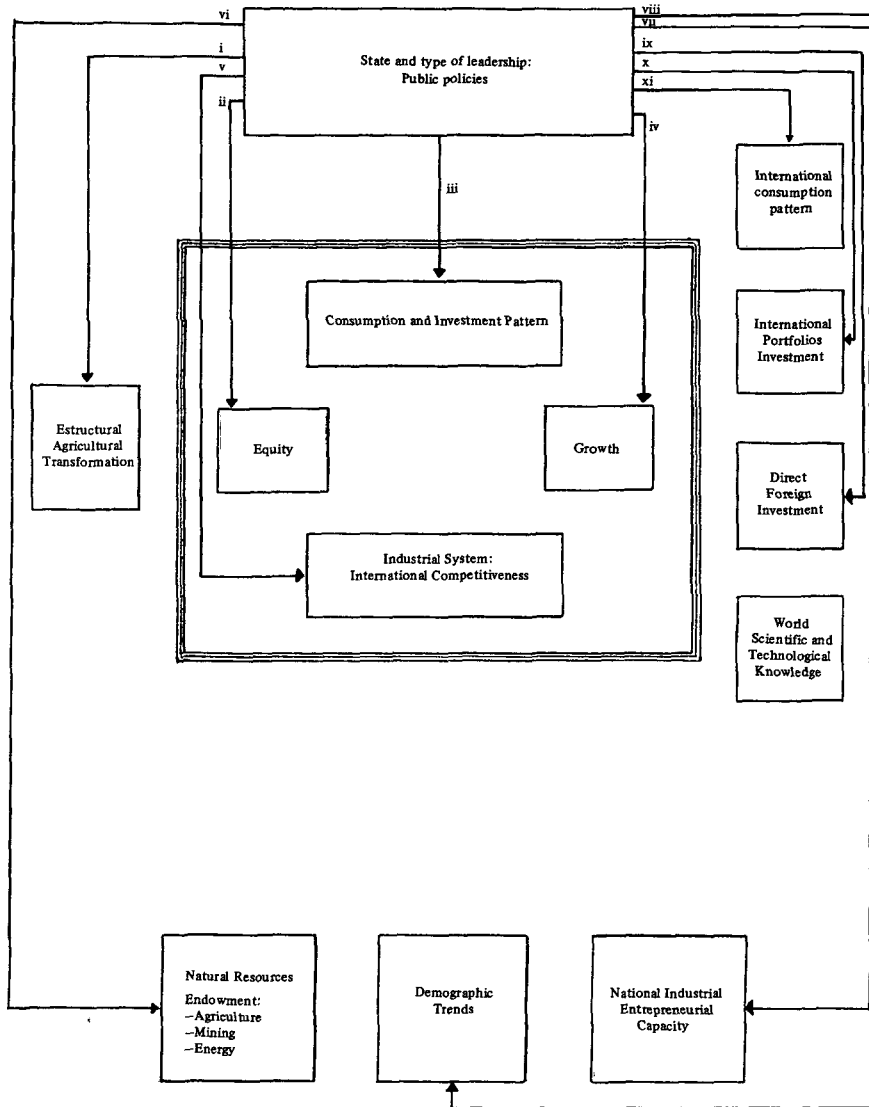 vi
i
v
ii
State and type of leadership:
Public policies
viii
vii
ix
x
xi
iv
iii
International
consumption
pattern
Consumption and Investment Pattern
International
Portfolios
Investment
Estructural
Agricultural
Transformation
Equity
Growth
Direct
Foreign
Investment
Industrial System:
International Competitiveness
World
Scientific and
Technological
Knowledge
Natural Resources
Endowment:
—Agriculture
—Mining
—Energy
Demographic
Trends
National Industrial
Entrepreneurial
Capacity